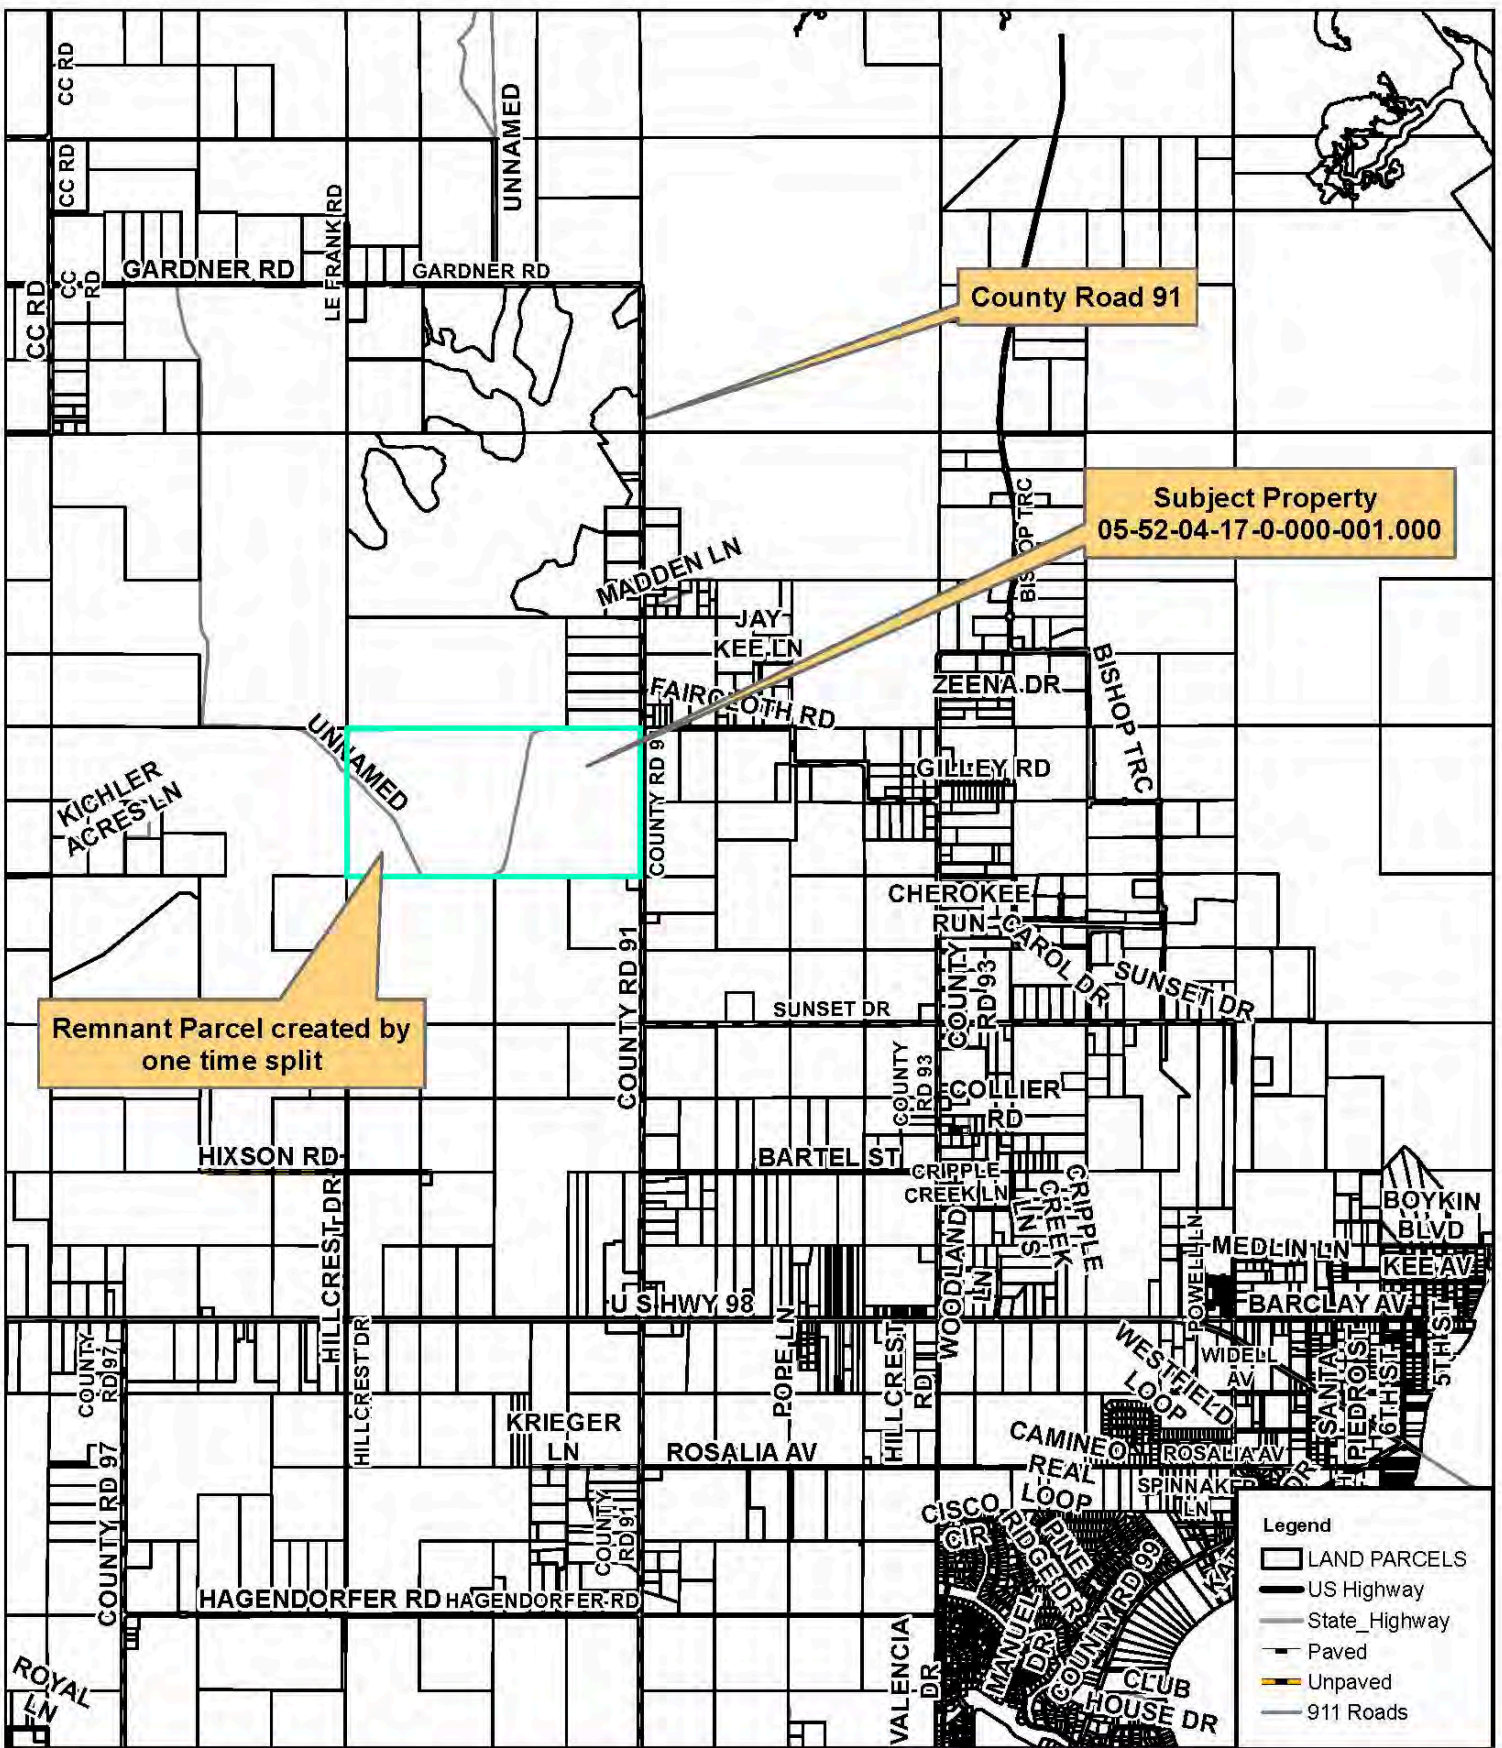 CC RD
UNNAMED
CC RD
LE FRANK RD
CC
RD
GARDNER RD
GARDNER RD
CC RD
County Road 91
Subject Property
05-52-04-17-0-000-001.000
BISHOP TRC
MADDEN LN
JAY
KEE LN
ZEENA DR
BISHOP TRC
FAIRCLOTH RD
UNNAMED
COUNTY RD 91
GILLEY RD
KICHLER
ACRES LN
CHEROKEE
RUN
CAROL DR
SUNSET DR
COUNTY
RD 93
COUNTY RD 91
SUNSET DR
Remnant Parcel created by
one time split
COUNTY
RD 93
COLLIER
RD
HIXSON RD
BARTEL ST
CRIPPLE
CREEK LN
CRIPPLE
CREEK
LN S
HILLCREST DR
BOYKIN
BLVD
MEDLIN LN
KEE AV
POWELL LN
WOODLAND
LN
U S HWY 98
BARCLAY AV
COUNTY
RD 97
HILLCREST DR
POPE LN
HILLCREST
RD
WESTFIELD
LOOP
WIDELL
AV
SANTA
PEDRO ST
6TH ST
5TH ST
KRIEGER
LN
ROSALIA AV
CAMINEO
REAL
LOOP
ROSALIA AV
SPINNAKER
LN
COUNTY RD 97
COUNTY
RD 91
CISCO
CIR
PINE
RIDGE DR
MANUEL
DR
COUNTY RD 99
HAGENDORFER RD
HAGENDORFER RD
VALENCIA
DR
CLUB
HOUSE DR
ROYAL
LN
Legend
LAND PARCELS
US Highway
State_Highway
Paved
Unpaved
911 Roads